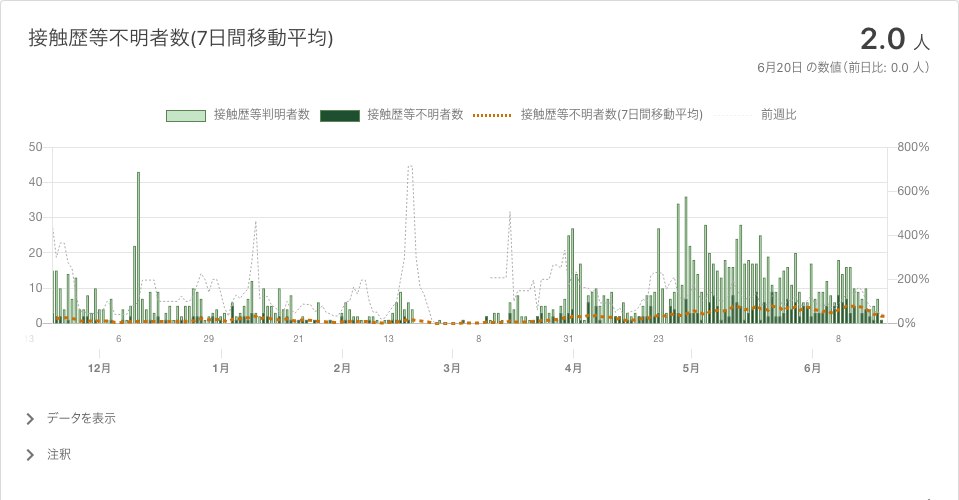 接触歴等不明者数(7日間移動平均)
2.0 人
6月20日 の数値（前日比: 0.0 人）
接触歴等判明者数 接触歴等不明者数 接触歴等不明者数(7日間移動平均) 前週比
50 800%
40 600%
30 400%
20 200%
10
0 0%
3 6 29 21 13 8 31 23 16 8
12月 1月 2月 3月 4月 5月 6月
データを表示
注釈